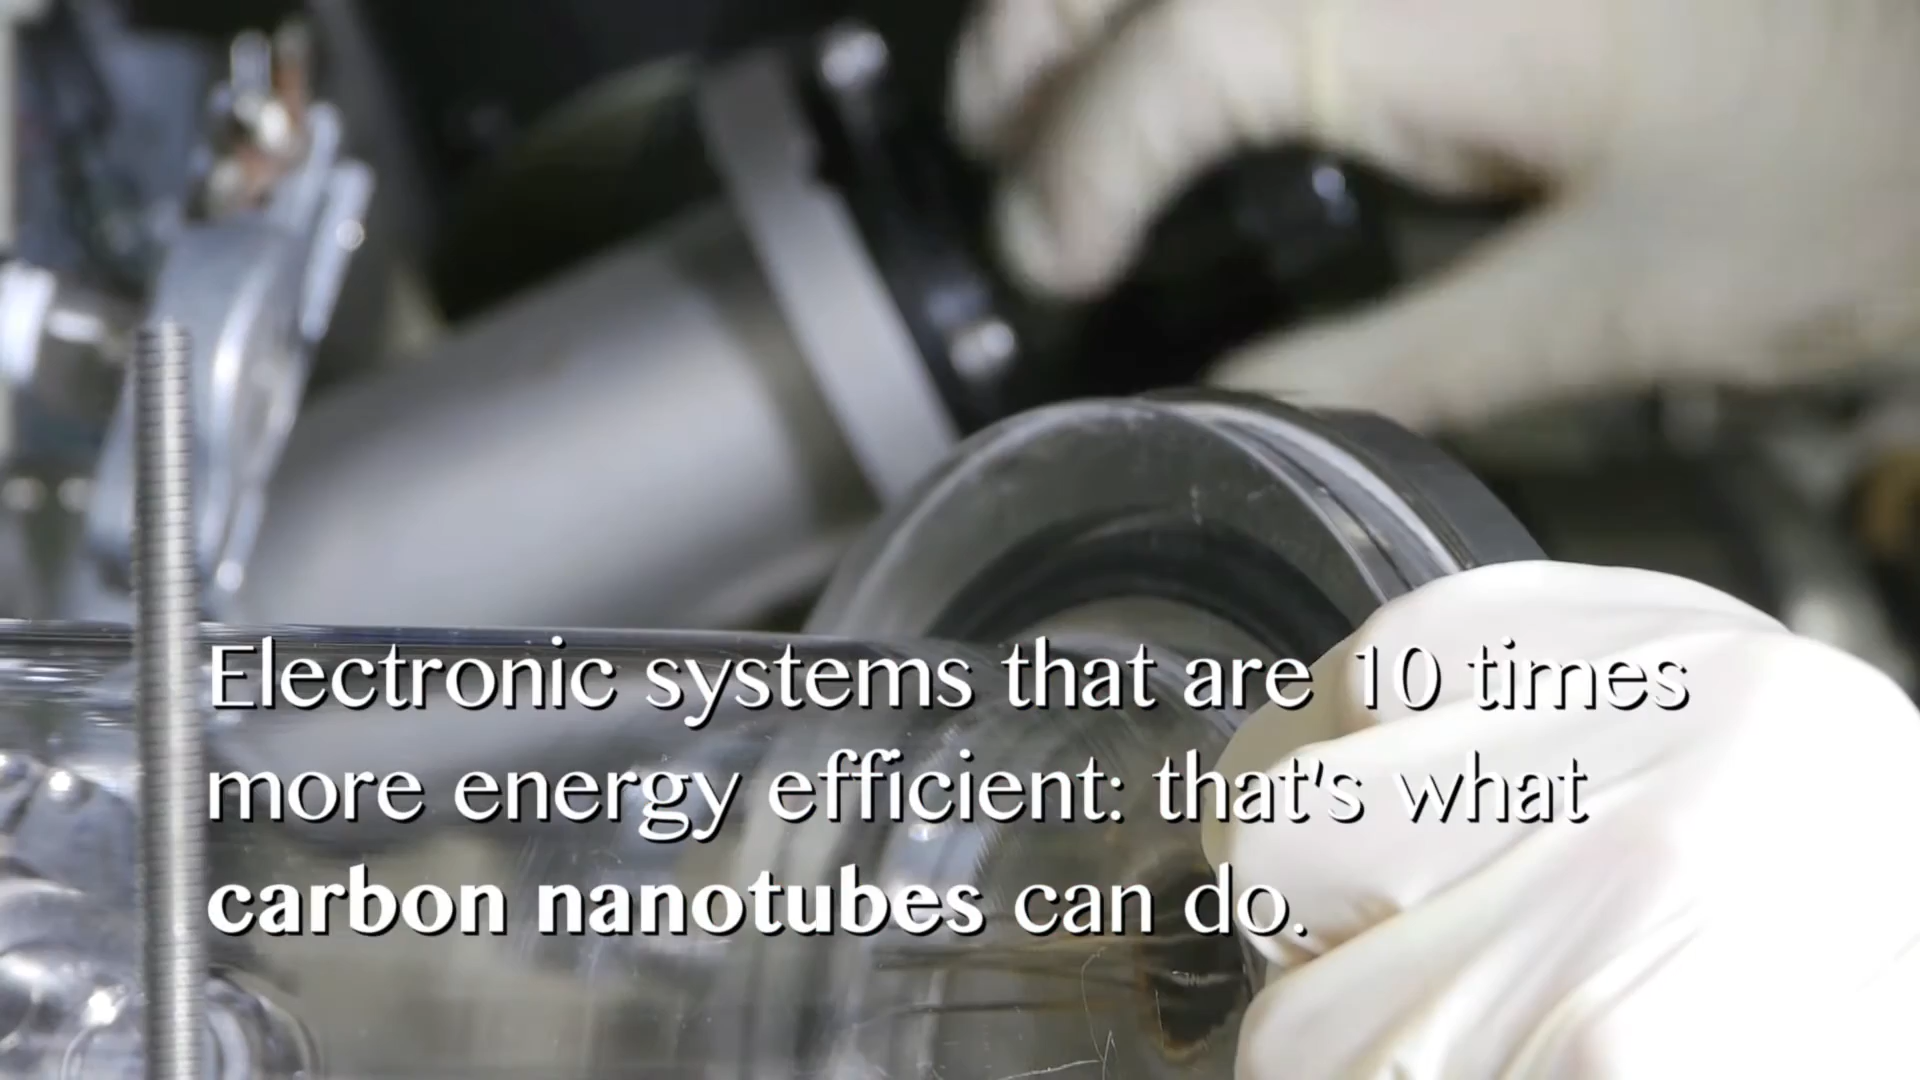 Electronic systems that are 10 times
more energy efficient: that's what
carbon nanotubes can do.